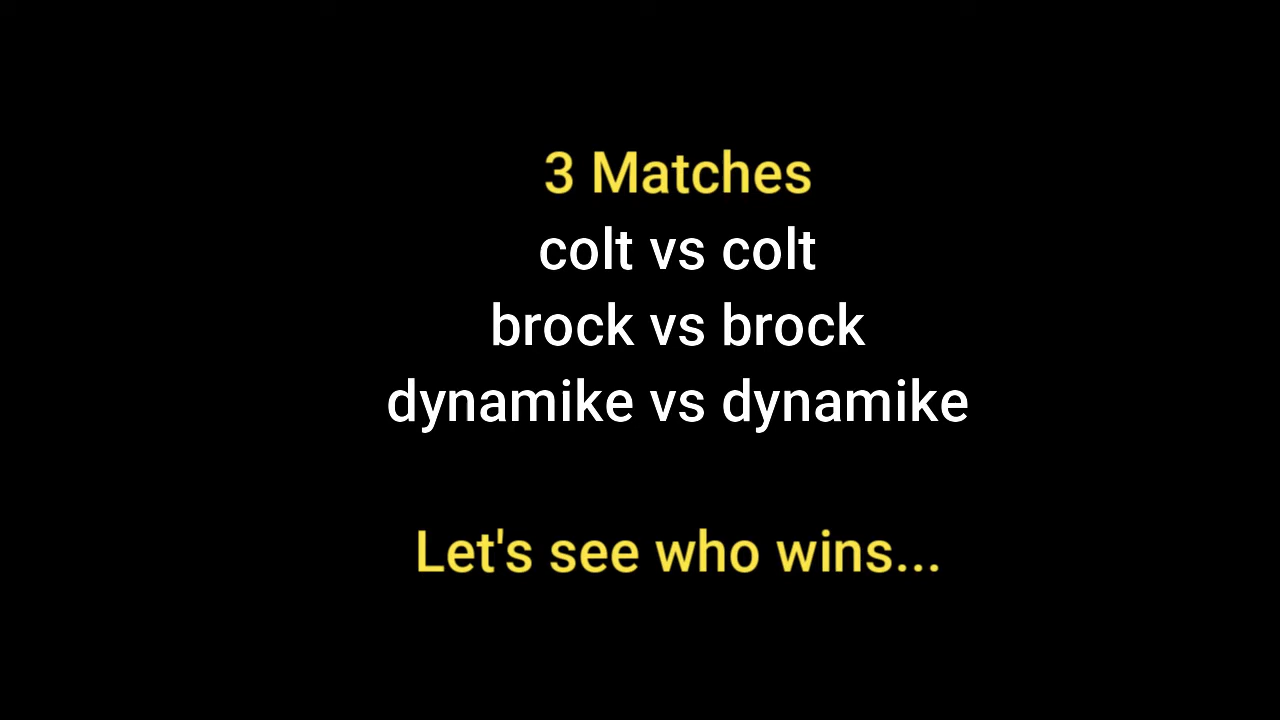 3 Matches
colt vs colt
brock vs brock
dynamike vs dynamike
Let's see who wins...